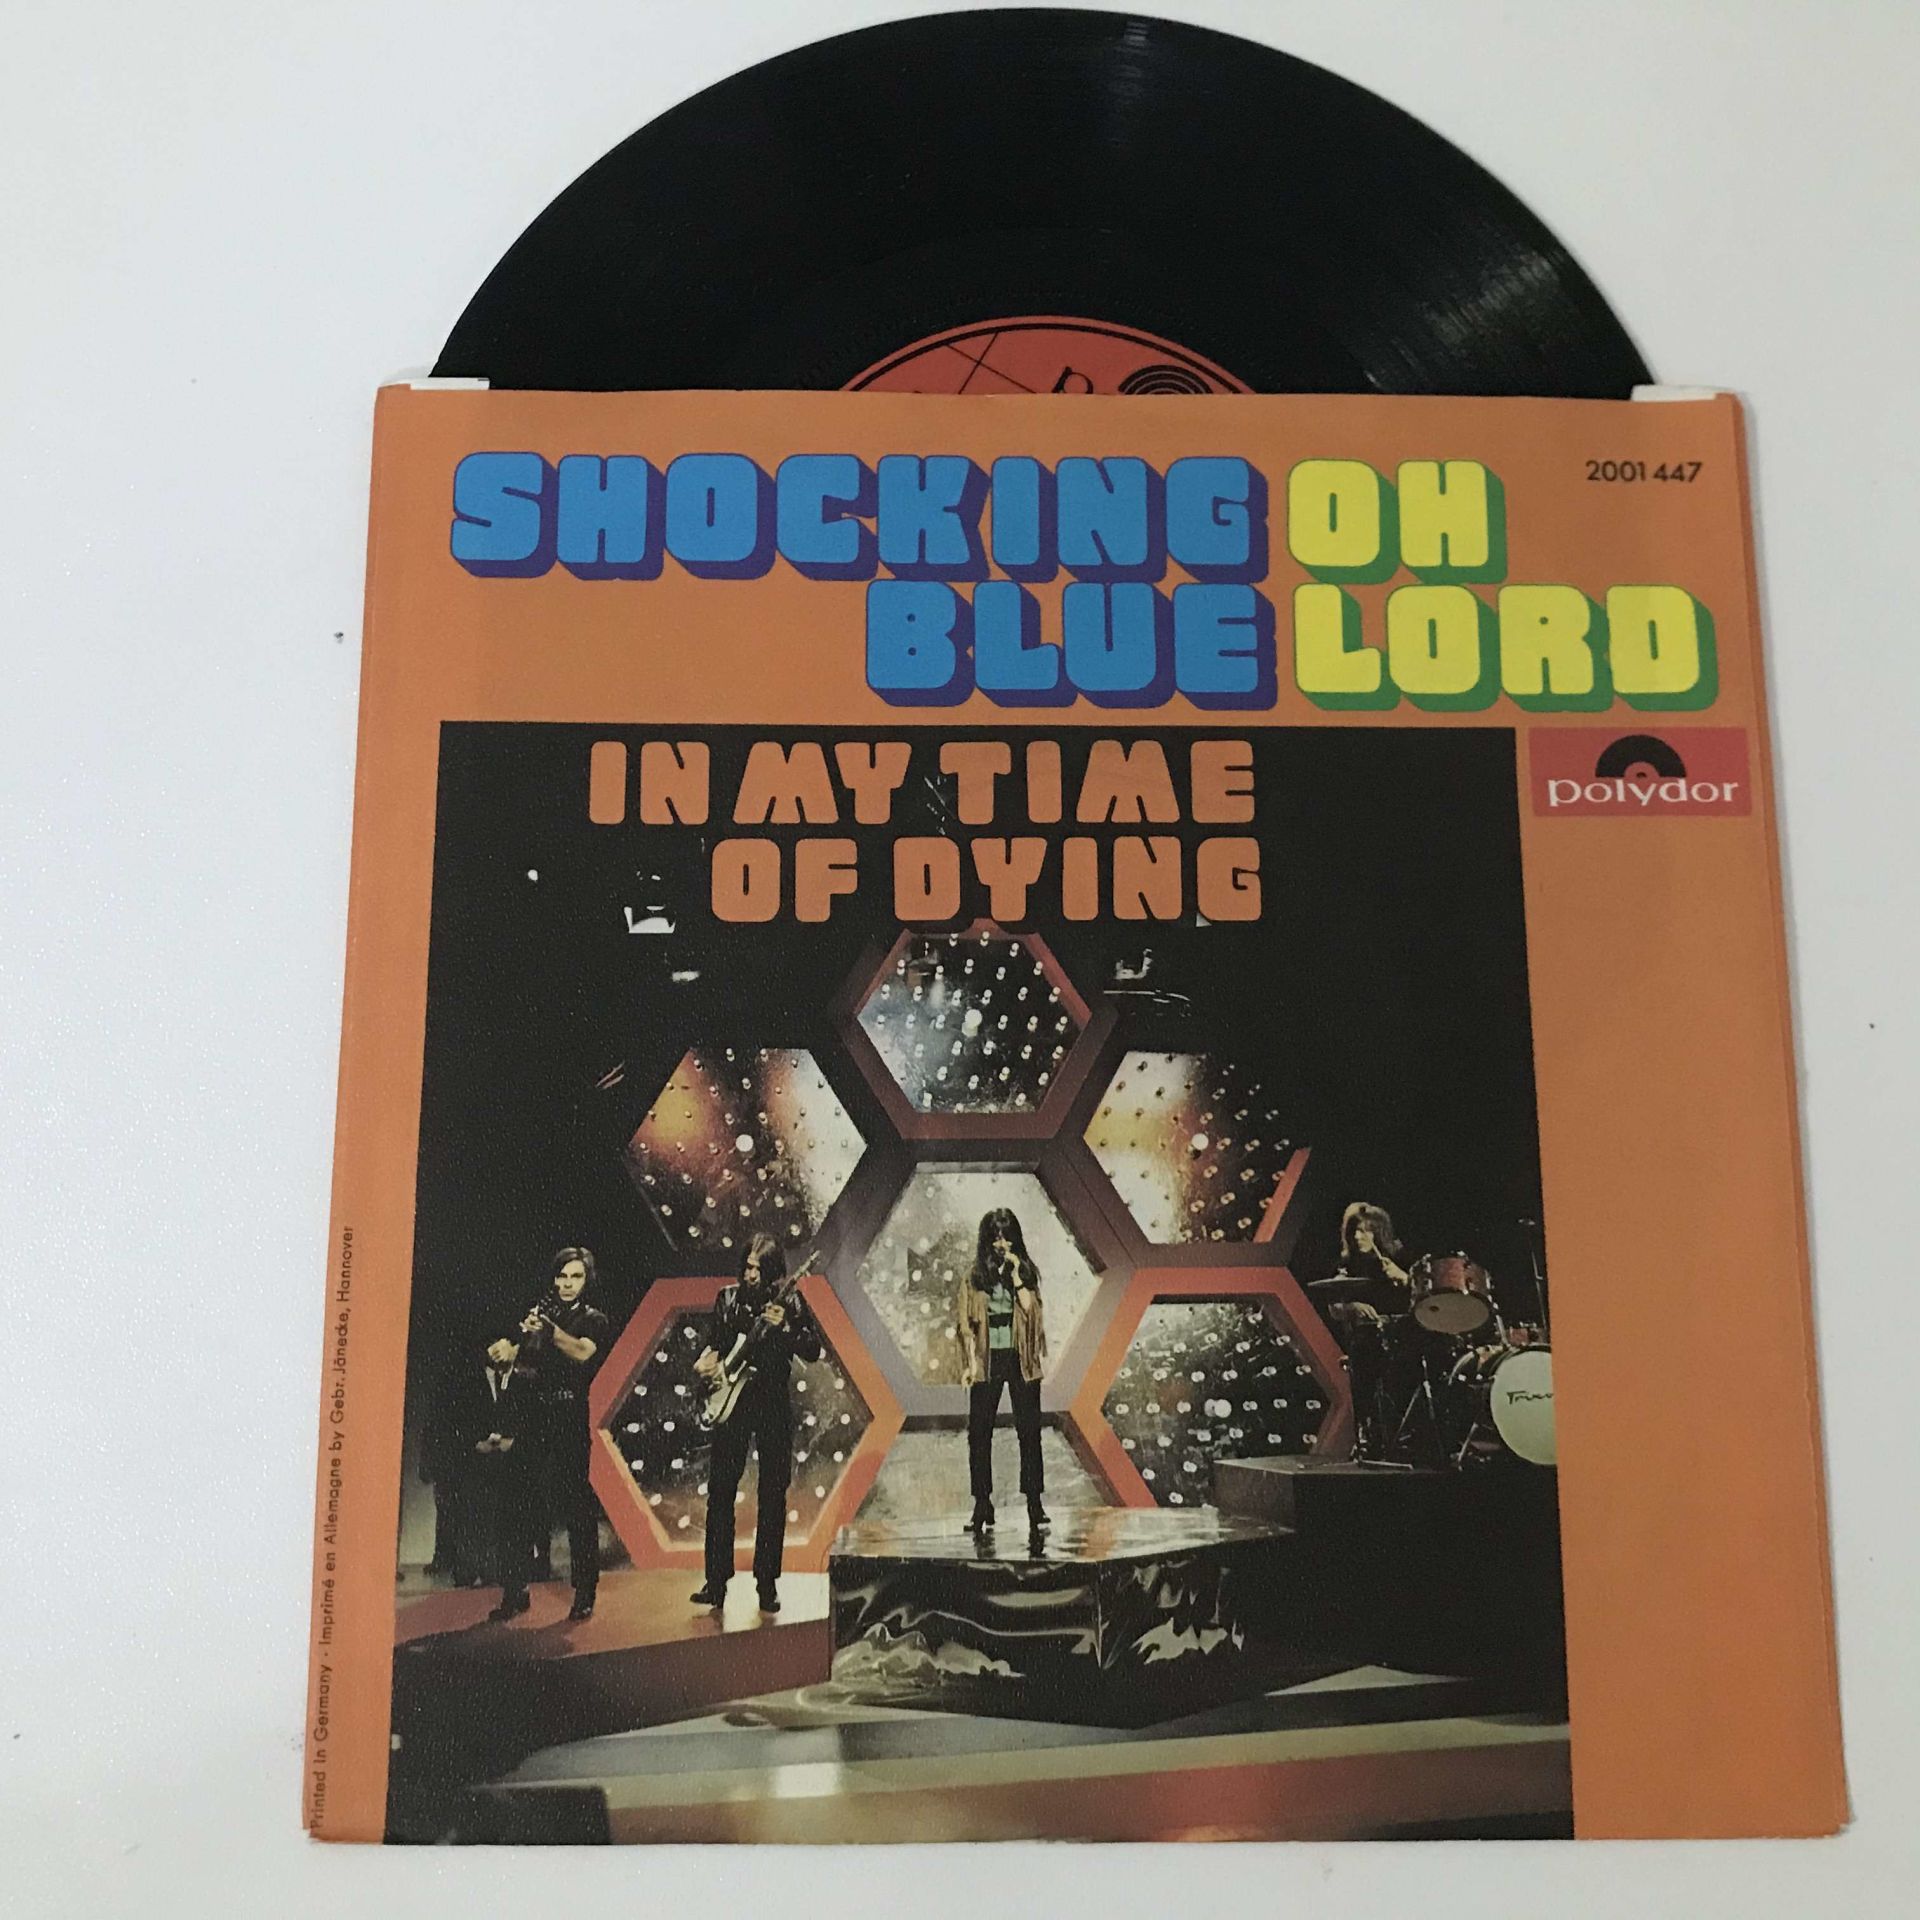 SHOCKING OH
BLUE LORD
2001 447
IN MY TIME
OF DYING
polydor
Printed in Germany · Imprimé en Allemagne by Gebr. Jänecke, Hannover